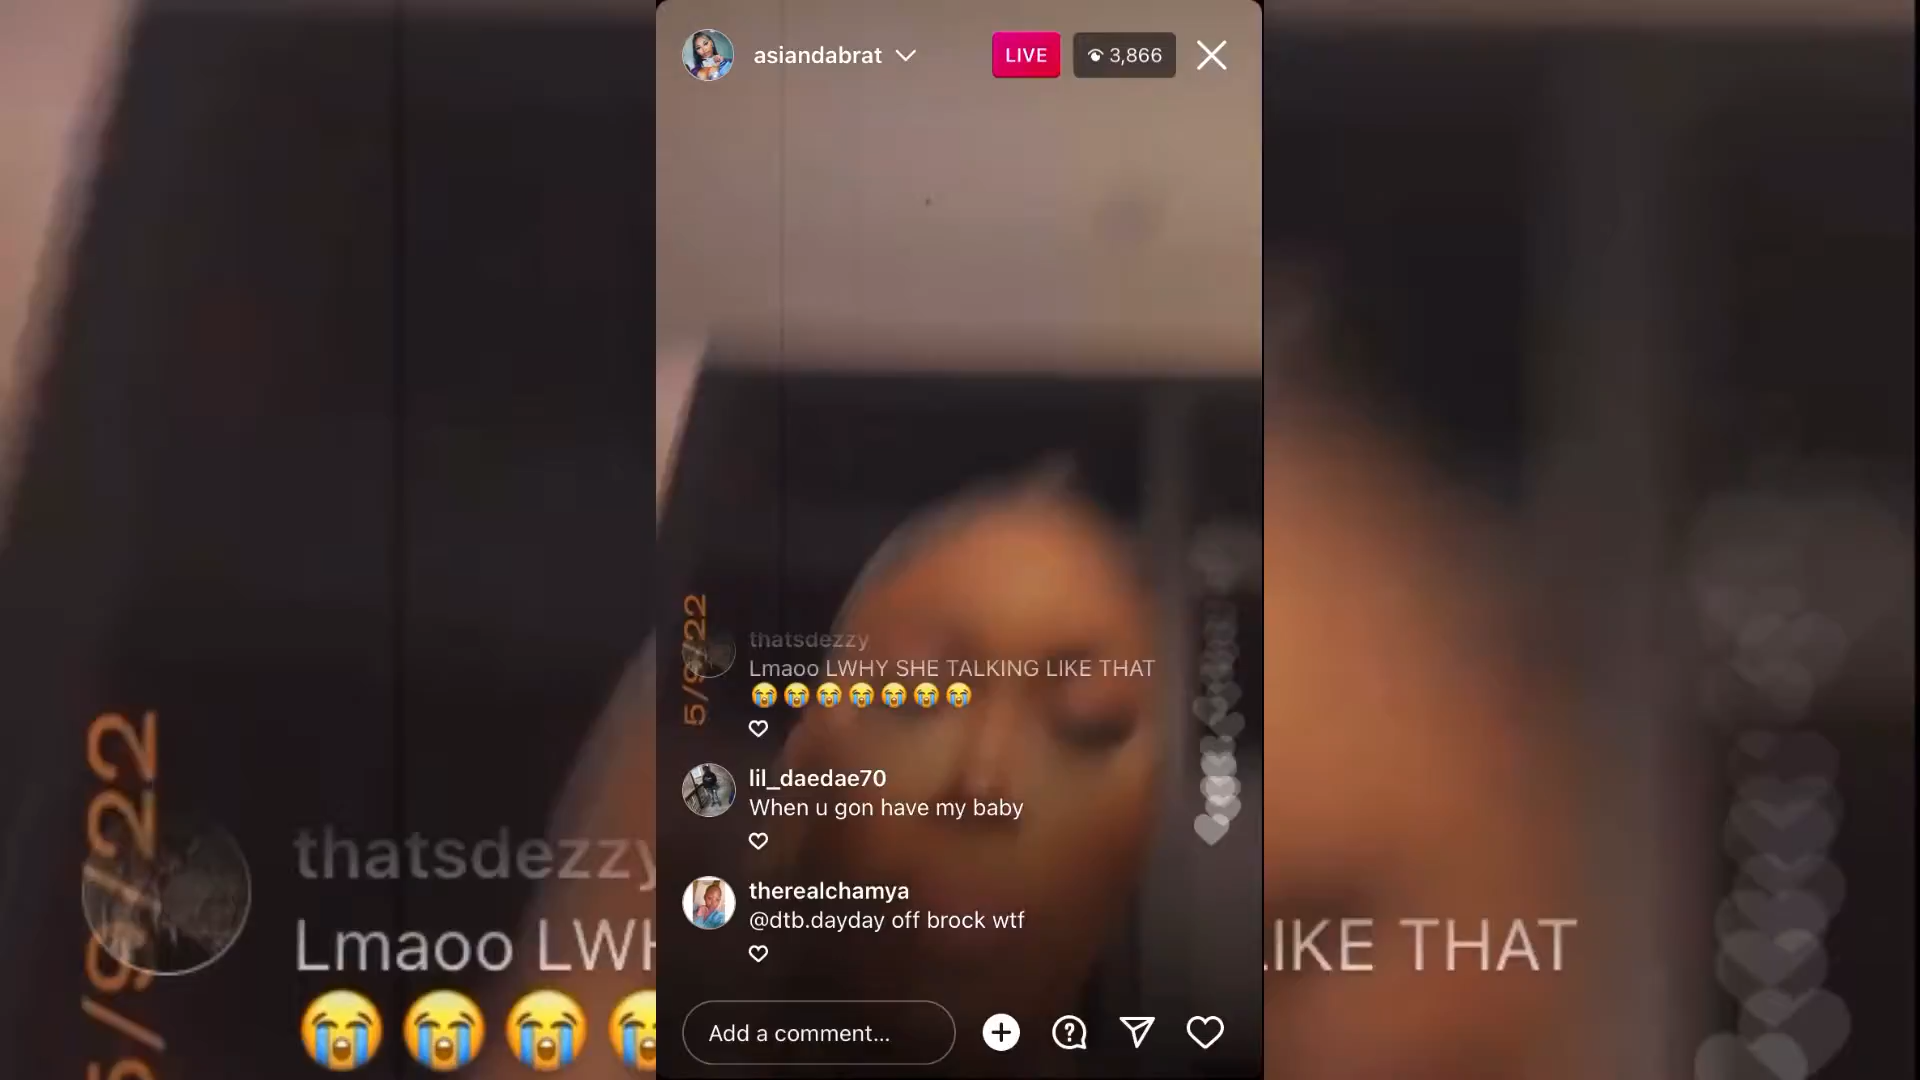 asiandabrat
LIVE
3,866
5/9/22
thatsdezzy
Lmaoo LWHY SHE TALKING LIKE THAT
😭😭😭😭😭😭😭
lil_daedae70
When u gon have my baby
therealchamya
@dtb.dayday off brock wtf
Add a comment...
5/9/22
thatsdezzy
Lmaoo LWH
LIKE THAT
😭😭😭😭